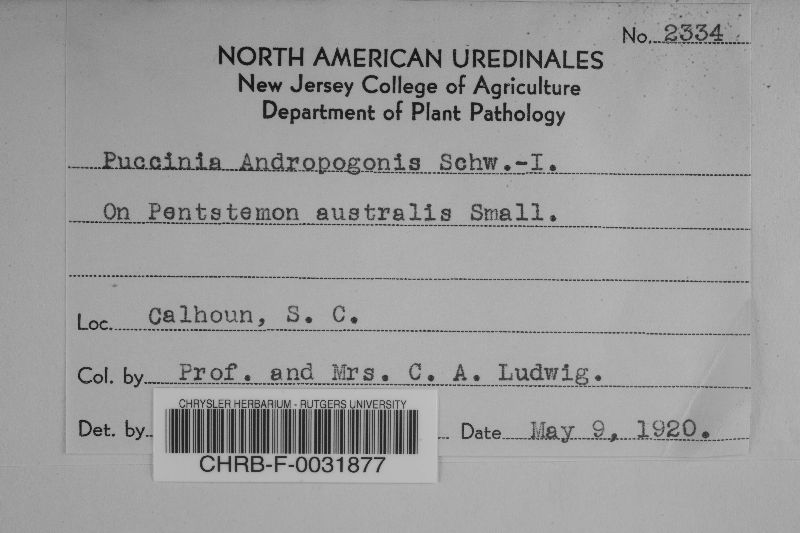 No. 2334
NORTH AMERICAN UREDINALES
New Jersey College of Agriculture
Department of Plant Pathology
Puccinia Andropogonis Schw.-I.
On Pentstemon australis Small.
Loc. Calhoun, S. C.
Col. by Prof. and Mrs. C. A. Ludwig.
Det. by
Date May 9, 1920.
CHRYSLER HERBARIUM - RUTGERS UNIVERSITY
CHRB-F-0031877